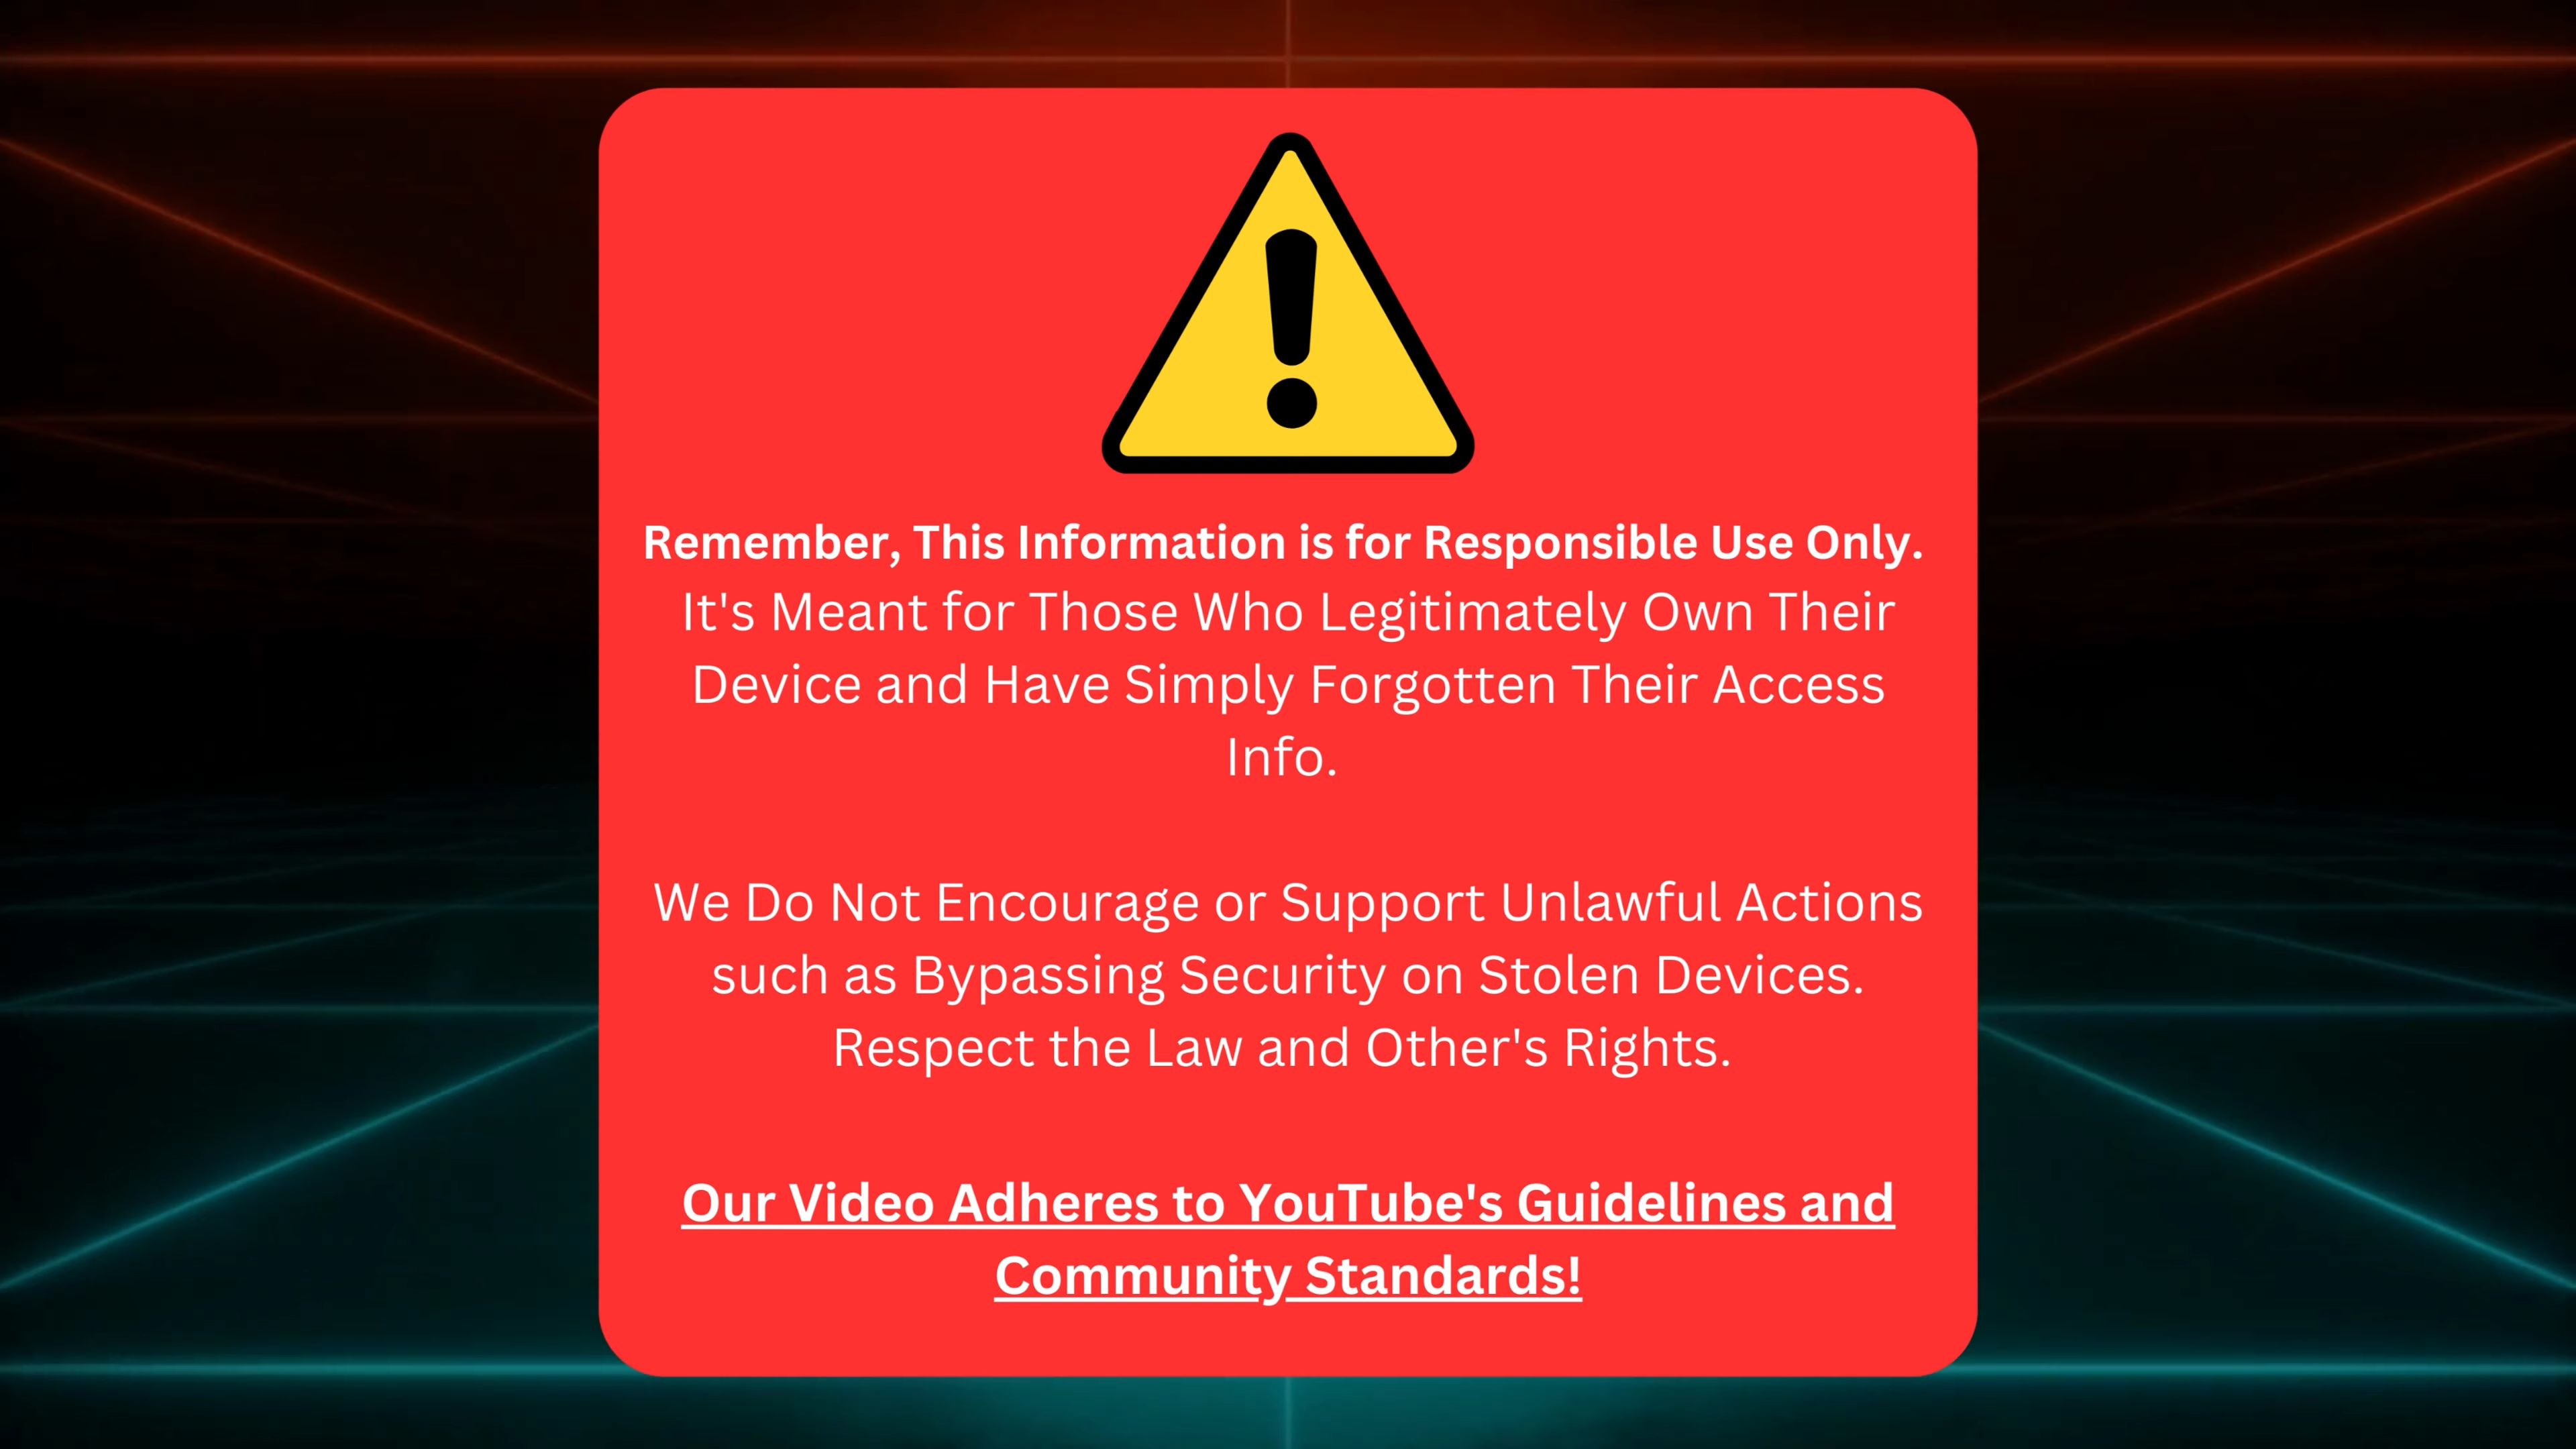 Remember, This Information is for Responsible Use Only.
It's Meant for Those Who Legitimately Own Their
Device and Have Simply Forgotten Their Access
Info.
We Do Not Encourage or Support Unlawful Actions
such as Bypassing Security on Stolen Devices.
Respect the Law and Other's Rights.
Our Video Adheres to YouTube's Guidelines and
Community Standards!